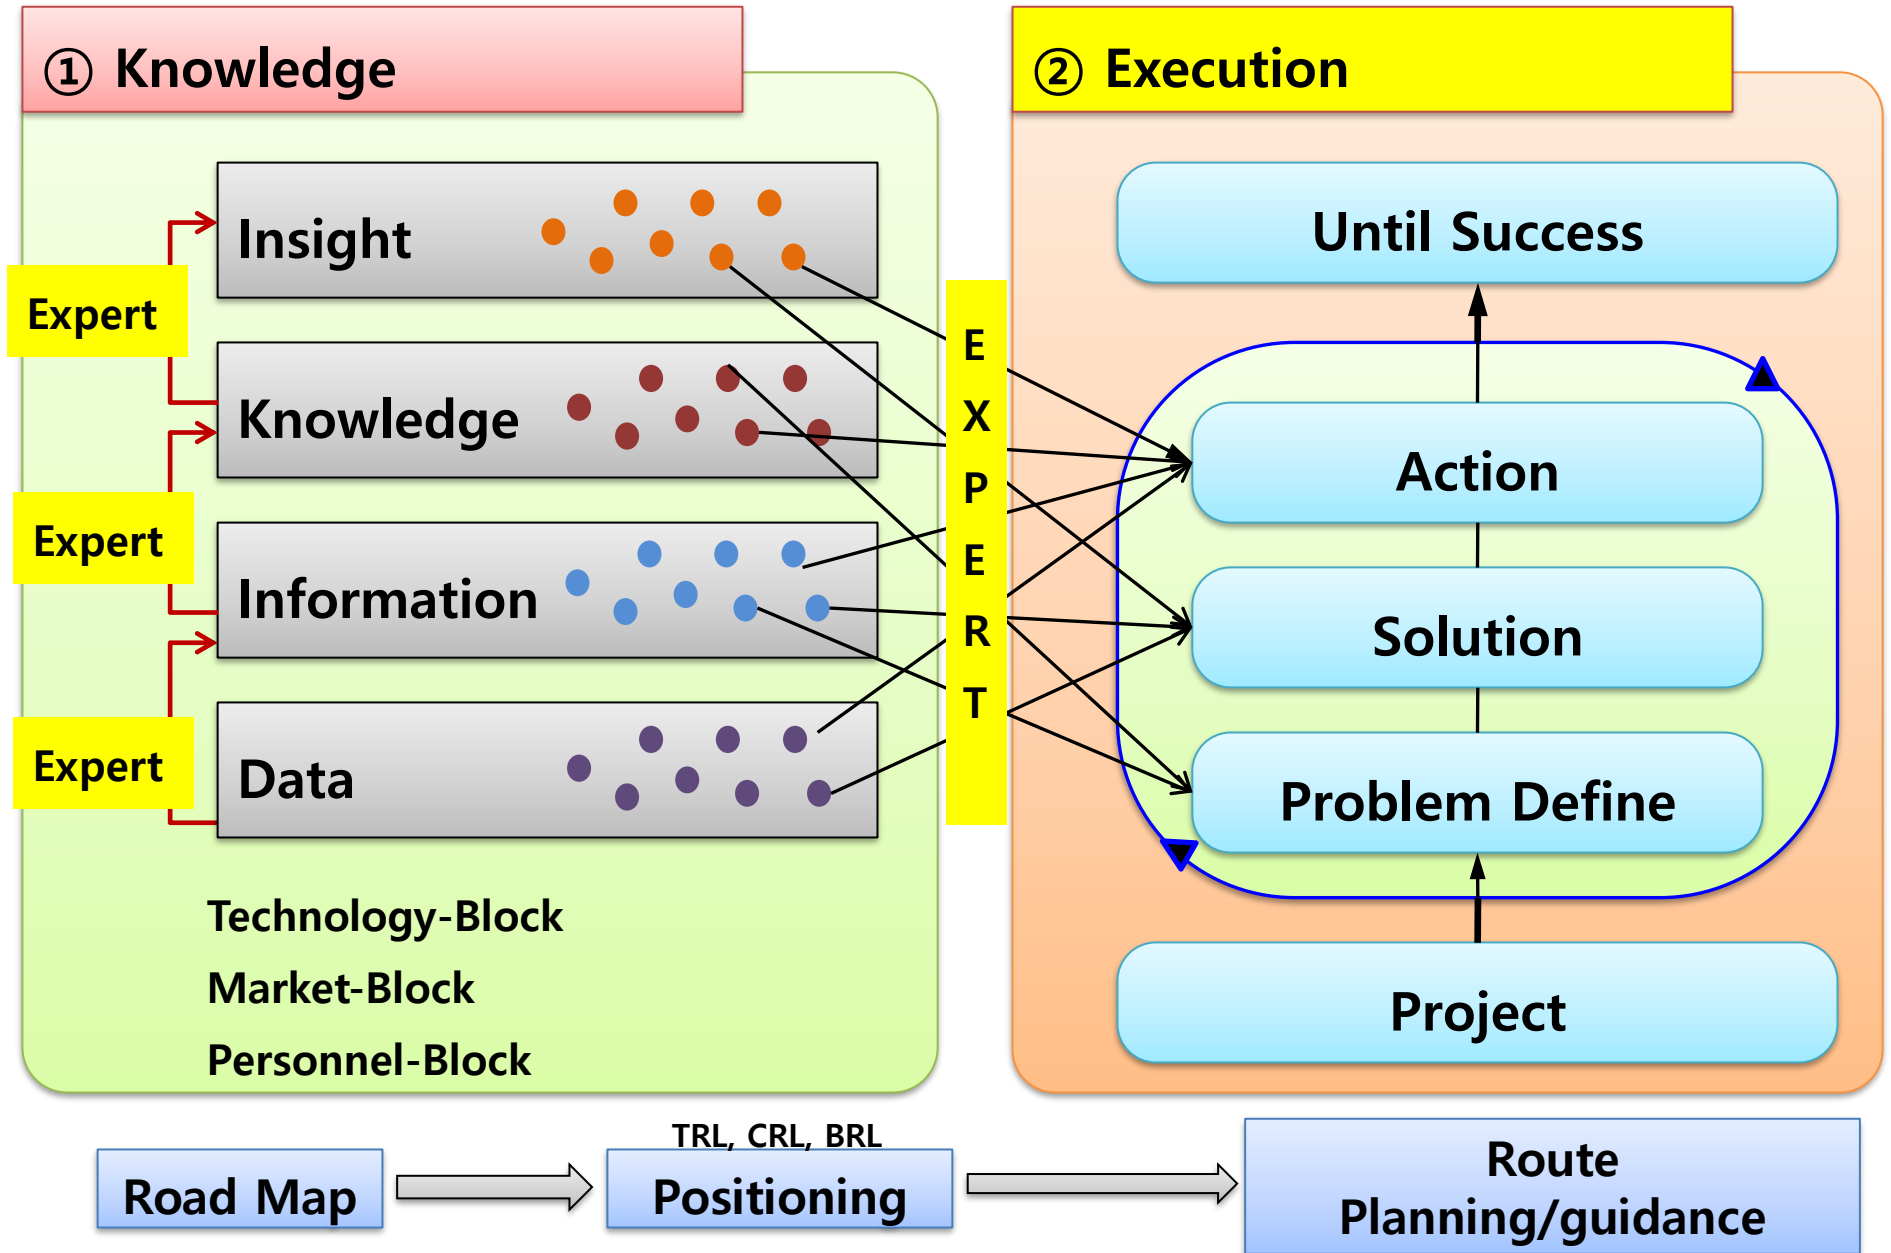 ① Knowledge
Insight
Expert
Knowledge
Expert
Information
Expert
Data
Technology-Block
Market-Block
Personnel-Block
E
X
P
E
R
T
② Execution
Until Success
Action
Solution
Problem Define
Project
Road Map
TRL, CRL, BRL
Positioning
Route
Planning/guidance